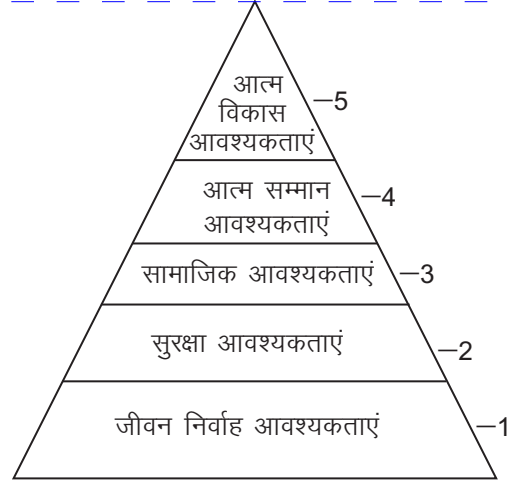 आत्म
विकास
आवश्यकताएं
5
आत्म सम्मान
आवश्यकताएं
4
सामाजिक आवश्यकताएं
3
सुरक्षा आवश्यकताएं
2
जीवन निर्वाह आवश्यकताएं
1